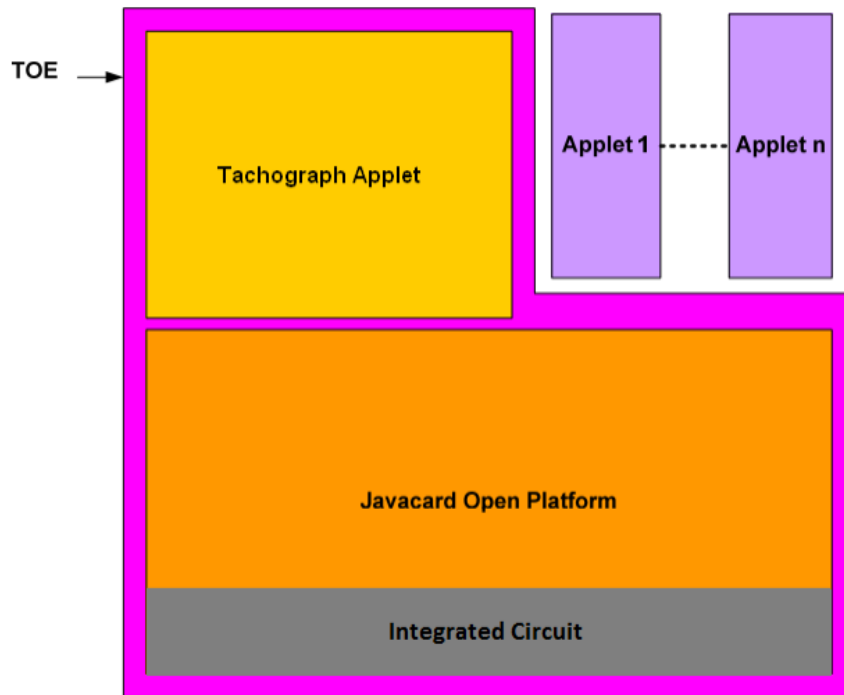 TOE
Applet 1
Applet n
Tachograph Applet
Javacard Open Platform
Integrated Circuit